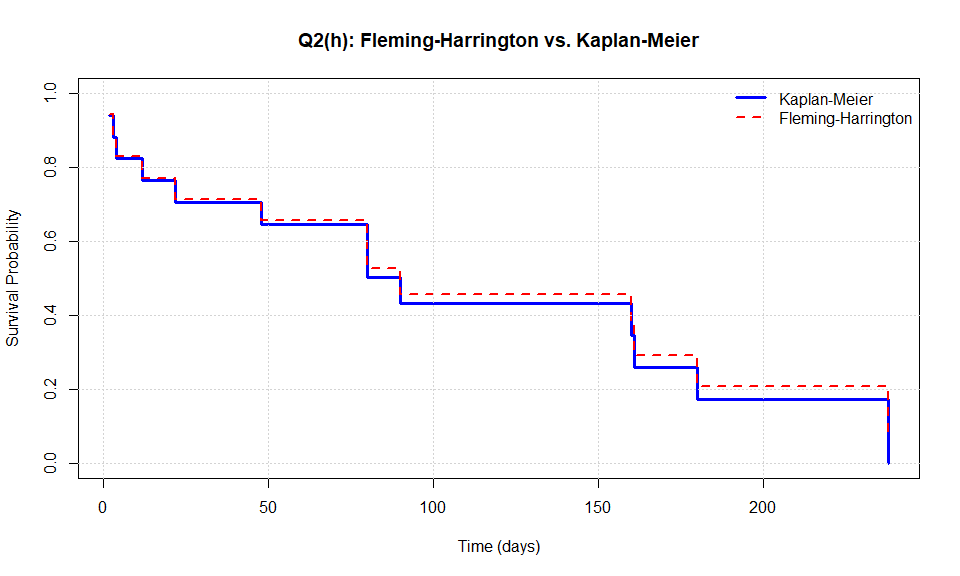 Q2(h): Fleming-Harrington vs. Kaplan-Meier
Kaplan-Meier
Fleming-Harrington
Survival Probability
1.0
0.8
0.6
0.4
0.2
0.0
0 50 100 150 200
Time (days)